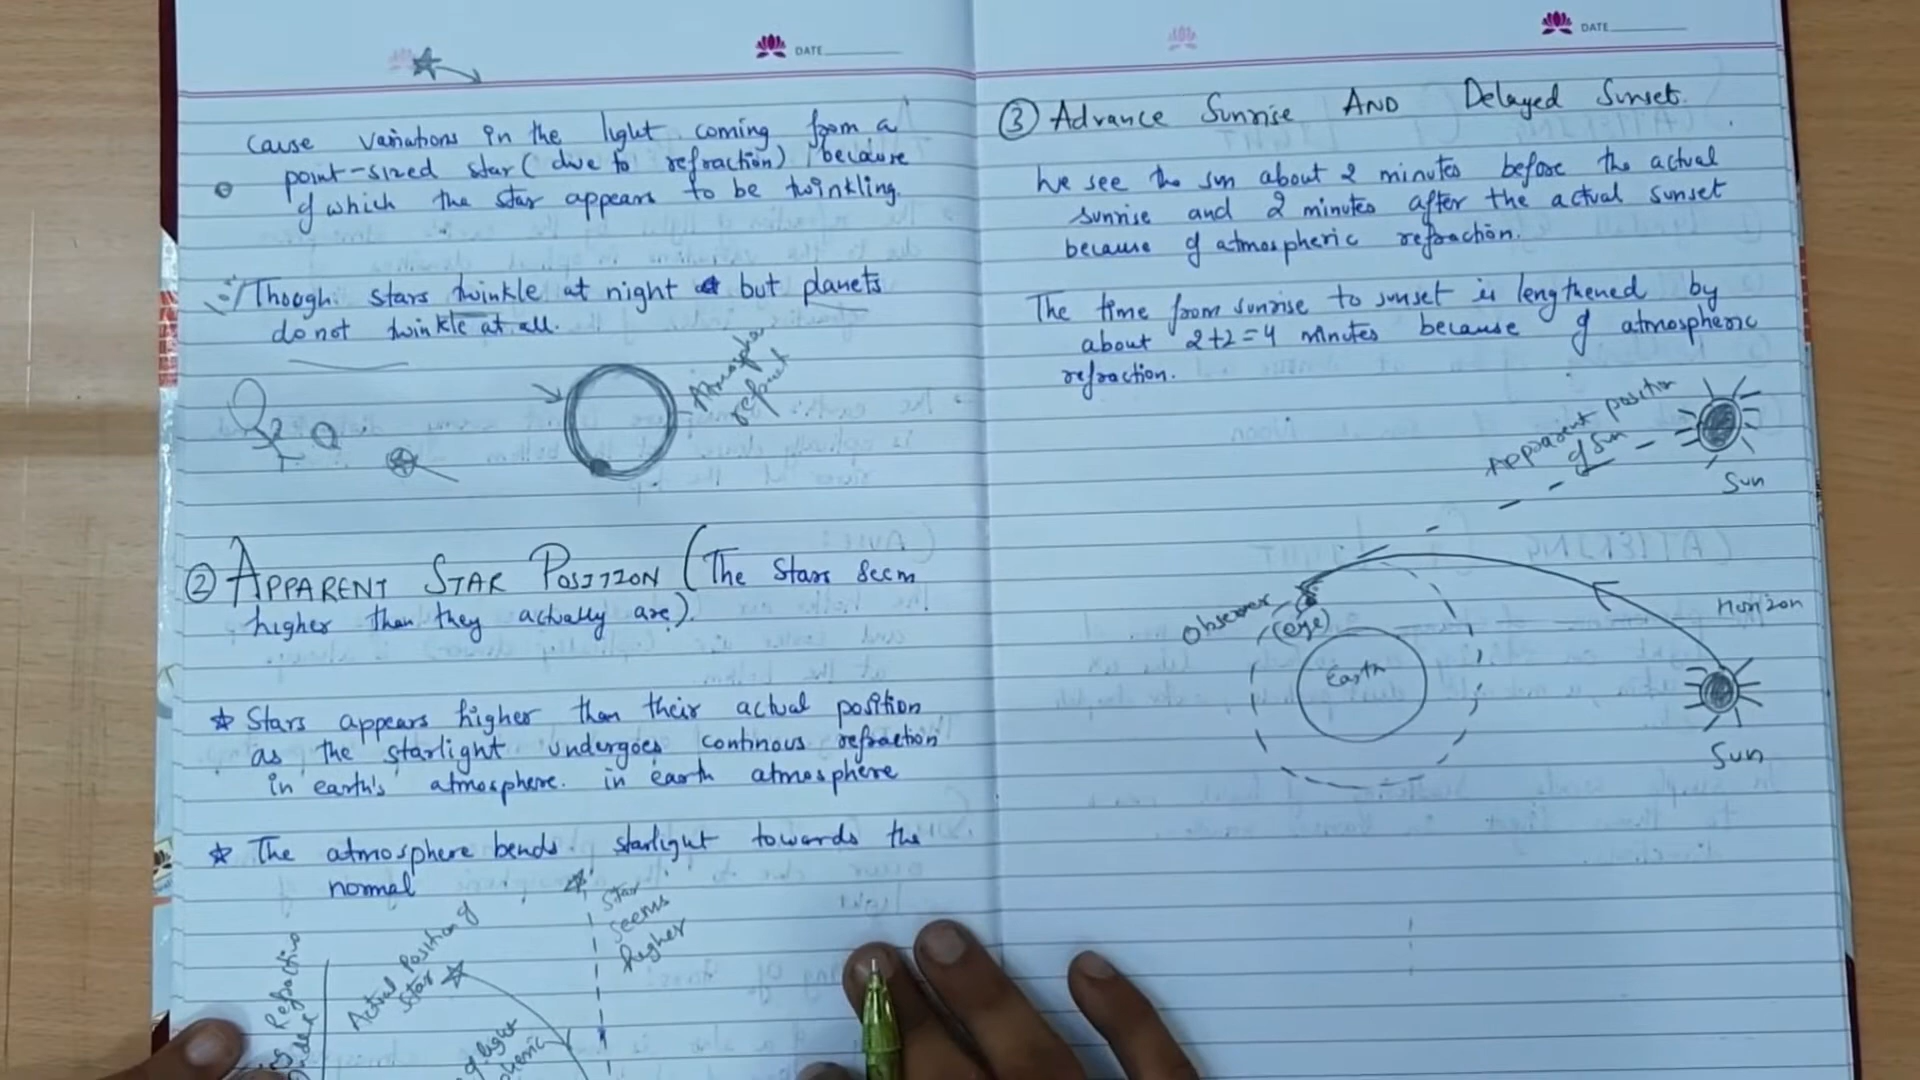 DATE
cause variations in the light coming from a
point-sized star (due to refraction) because
of which the star appears to be twinkling.
Though stars twinkle at night but planets
do not twinkle at all.
② APPARENT STAR POSITION (The Stars seem
higher than they actually are).
☆ Stars appears higher than their actual position
as the starlight undergoes continous refraction
in earth's atmosphere. in earth atmosphere
☆ The atmosphere bends starlight towards the
normal
Star
seems
higher
Actual Position of
Star
Refractive
of light
DATE
③ Advance Sunrise AND Delayed Sunset.
We see the sun about 2 minutes before the actual
sunrise and 2 minutes after the actual sunset
because of atmospheric refraction.
The time from sunrise to sunset is lengthened by
about 2+2=4 minutes because of atmospheric
refraction.
Apparent position
of Sun
Sun
Observer
(eye)
Horizon
Earth
Sun